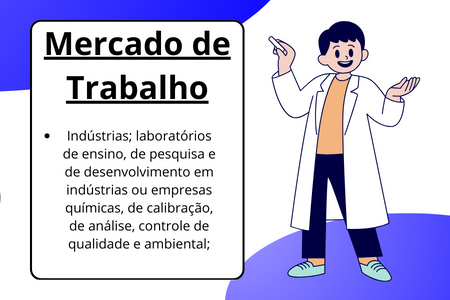 Mercado de
Trabalho
• Indústrias; laboratórios
de ensino, de pesquisa e
de desenvolvimento em
indústrias ou empresas
químicas, de calibração,
de análise, controle de
qualidade e ambiental;